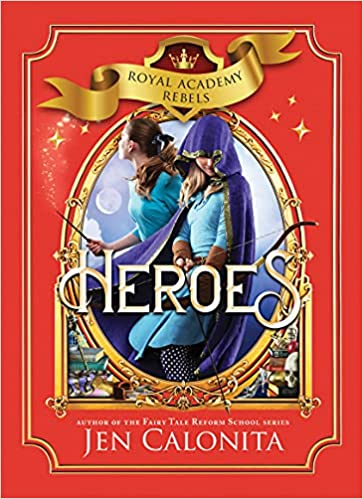 ROYAL ACADEMY
REBELS
HEROES
AUTHOR OF THE FAIRY TALE REFORM SCHOOL SERIES
JEN CALONITA